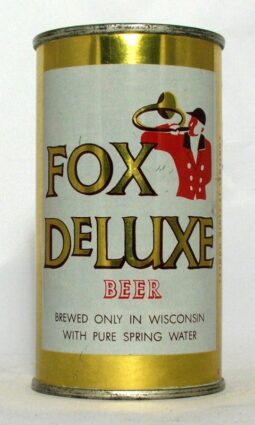 FOX
DELUXE
BEER
BREWED ONLY IN WISCONSIN
WITH PURE SPRING WATER